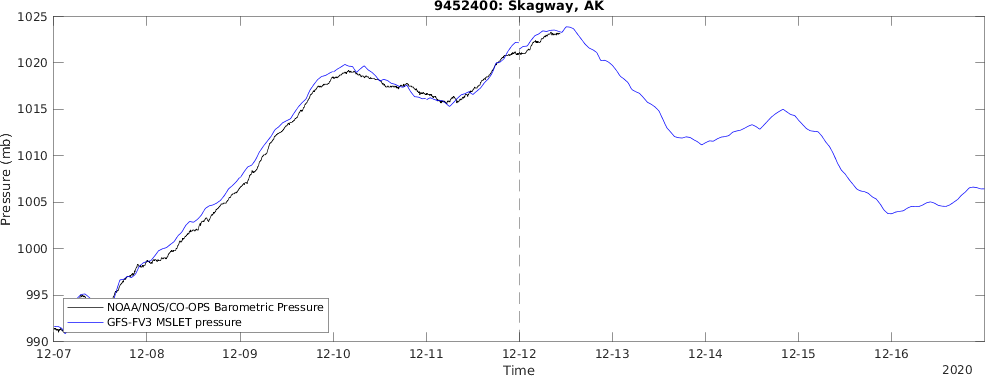 9452400: Skagway, AK
Pressure (mb)
1025
1020
1015
1010
1005
1000
995
990
NOAA/NOS/CO-OPS Barometric Pressure
GFS-FV3 MSLET pressure
12-07 12-08 12-09 12-10 12-11 12-12 12-13 12-14 12-15 12-16
Time
2020